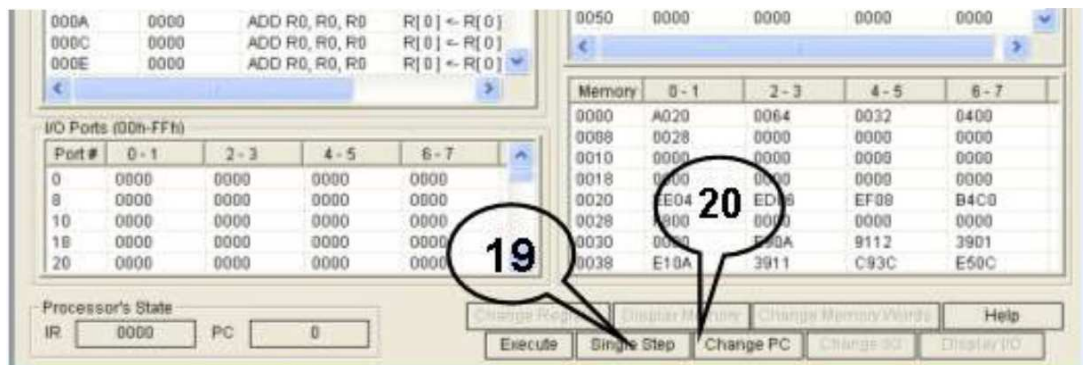 000A 0000 ADD R0, R0, R0 R[ 0 ] <- R[ 0 ]
000C 0000 ADD R0, R0, R0 R[ 0 ] <- R[ 0 ]
000E 0000 ADD R0, R0, R0 R[ 0 ] <- R[ 0 ]
0050 0000 0000 0000 0000
I/O Ports (00h-FFh)
Port # 0 - 1 2 - 3 4 - 5 6 - 7
0 0000 0000 0000 0000
8 0000 0000 0000 0000
10 0000 0000 0000 0000
18 0000 0000 0000 0000
20 0000 0000 0000 0000
Memory 0 - 1 2 - 3 4 - 5 6 - 7
0000 A020 0064 0032 0400
0008 0028 0000 0000 0000
0010 0000 0000 0000 0000
0018 0000 0000 0000
0020 EE04 EF08 B4C0
0028 0000 0000 0000
0030 9112 3901
0038 E10A 3911 C93C E50C
19
20
Processor's State
IR 0000 PC 0
Display Memory Change Memory Words Help
Execute Single Step Change PC Change I/O Display I/O